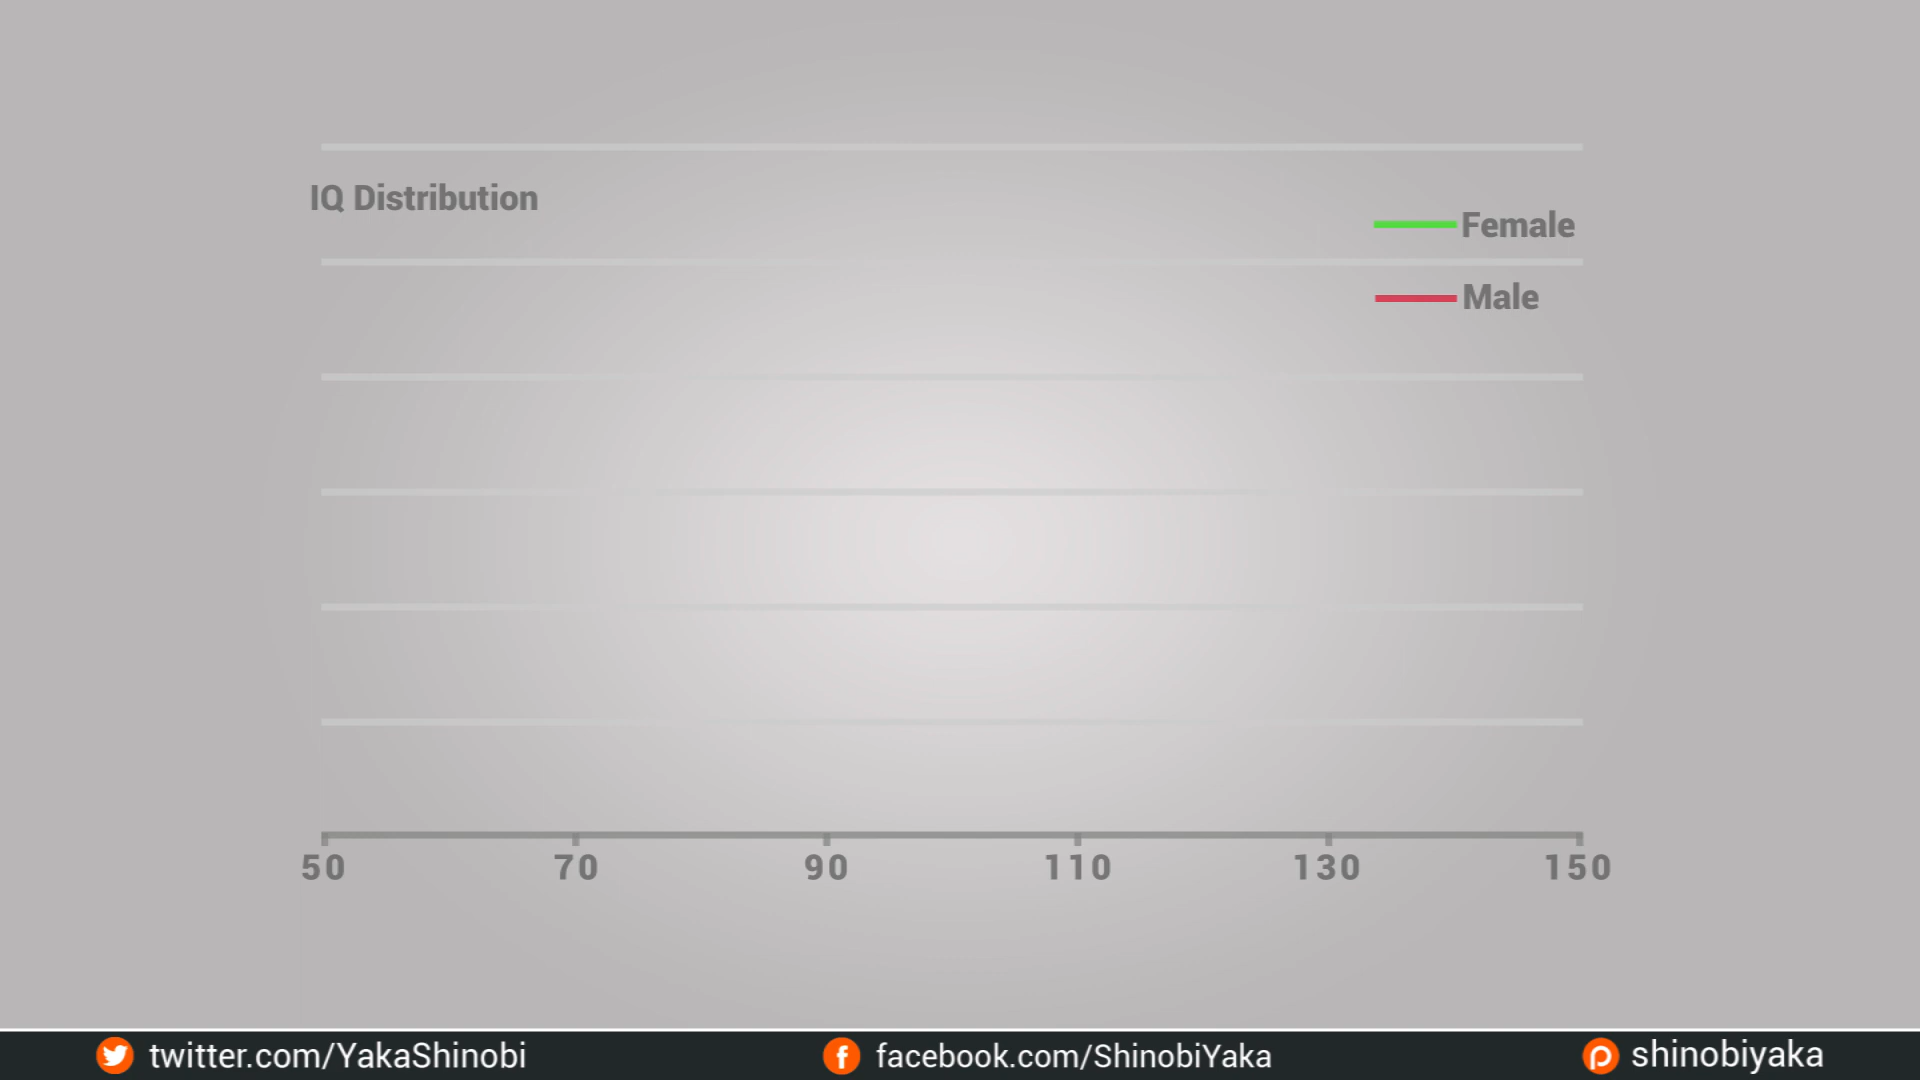 IQ Distribution
Female
Male
50 70 90 110 130 150
twitter.com/YakaShinobi facebook.com/ShinobiYaka shinobiyaka